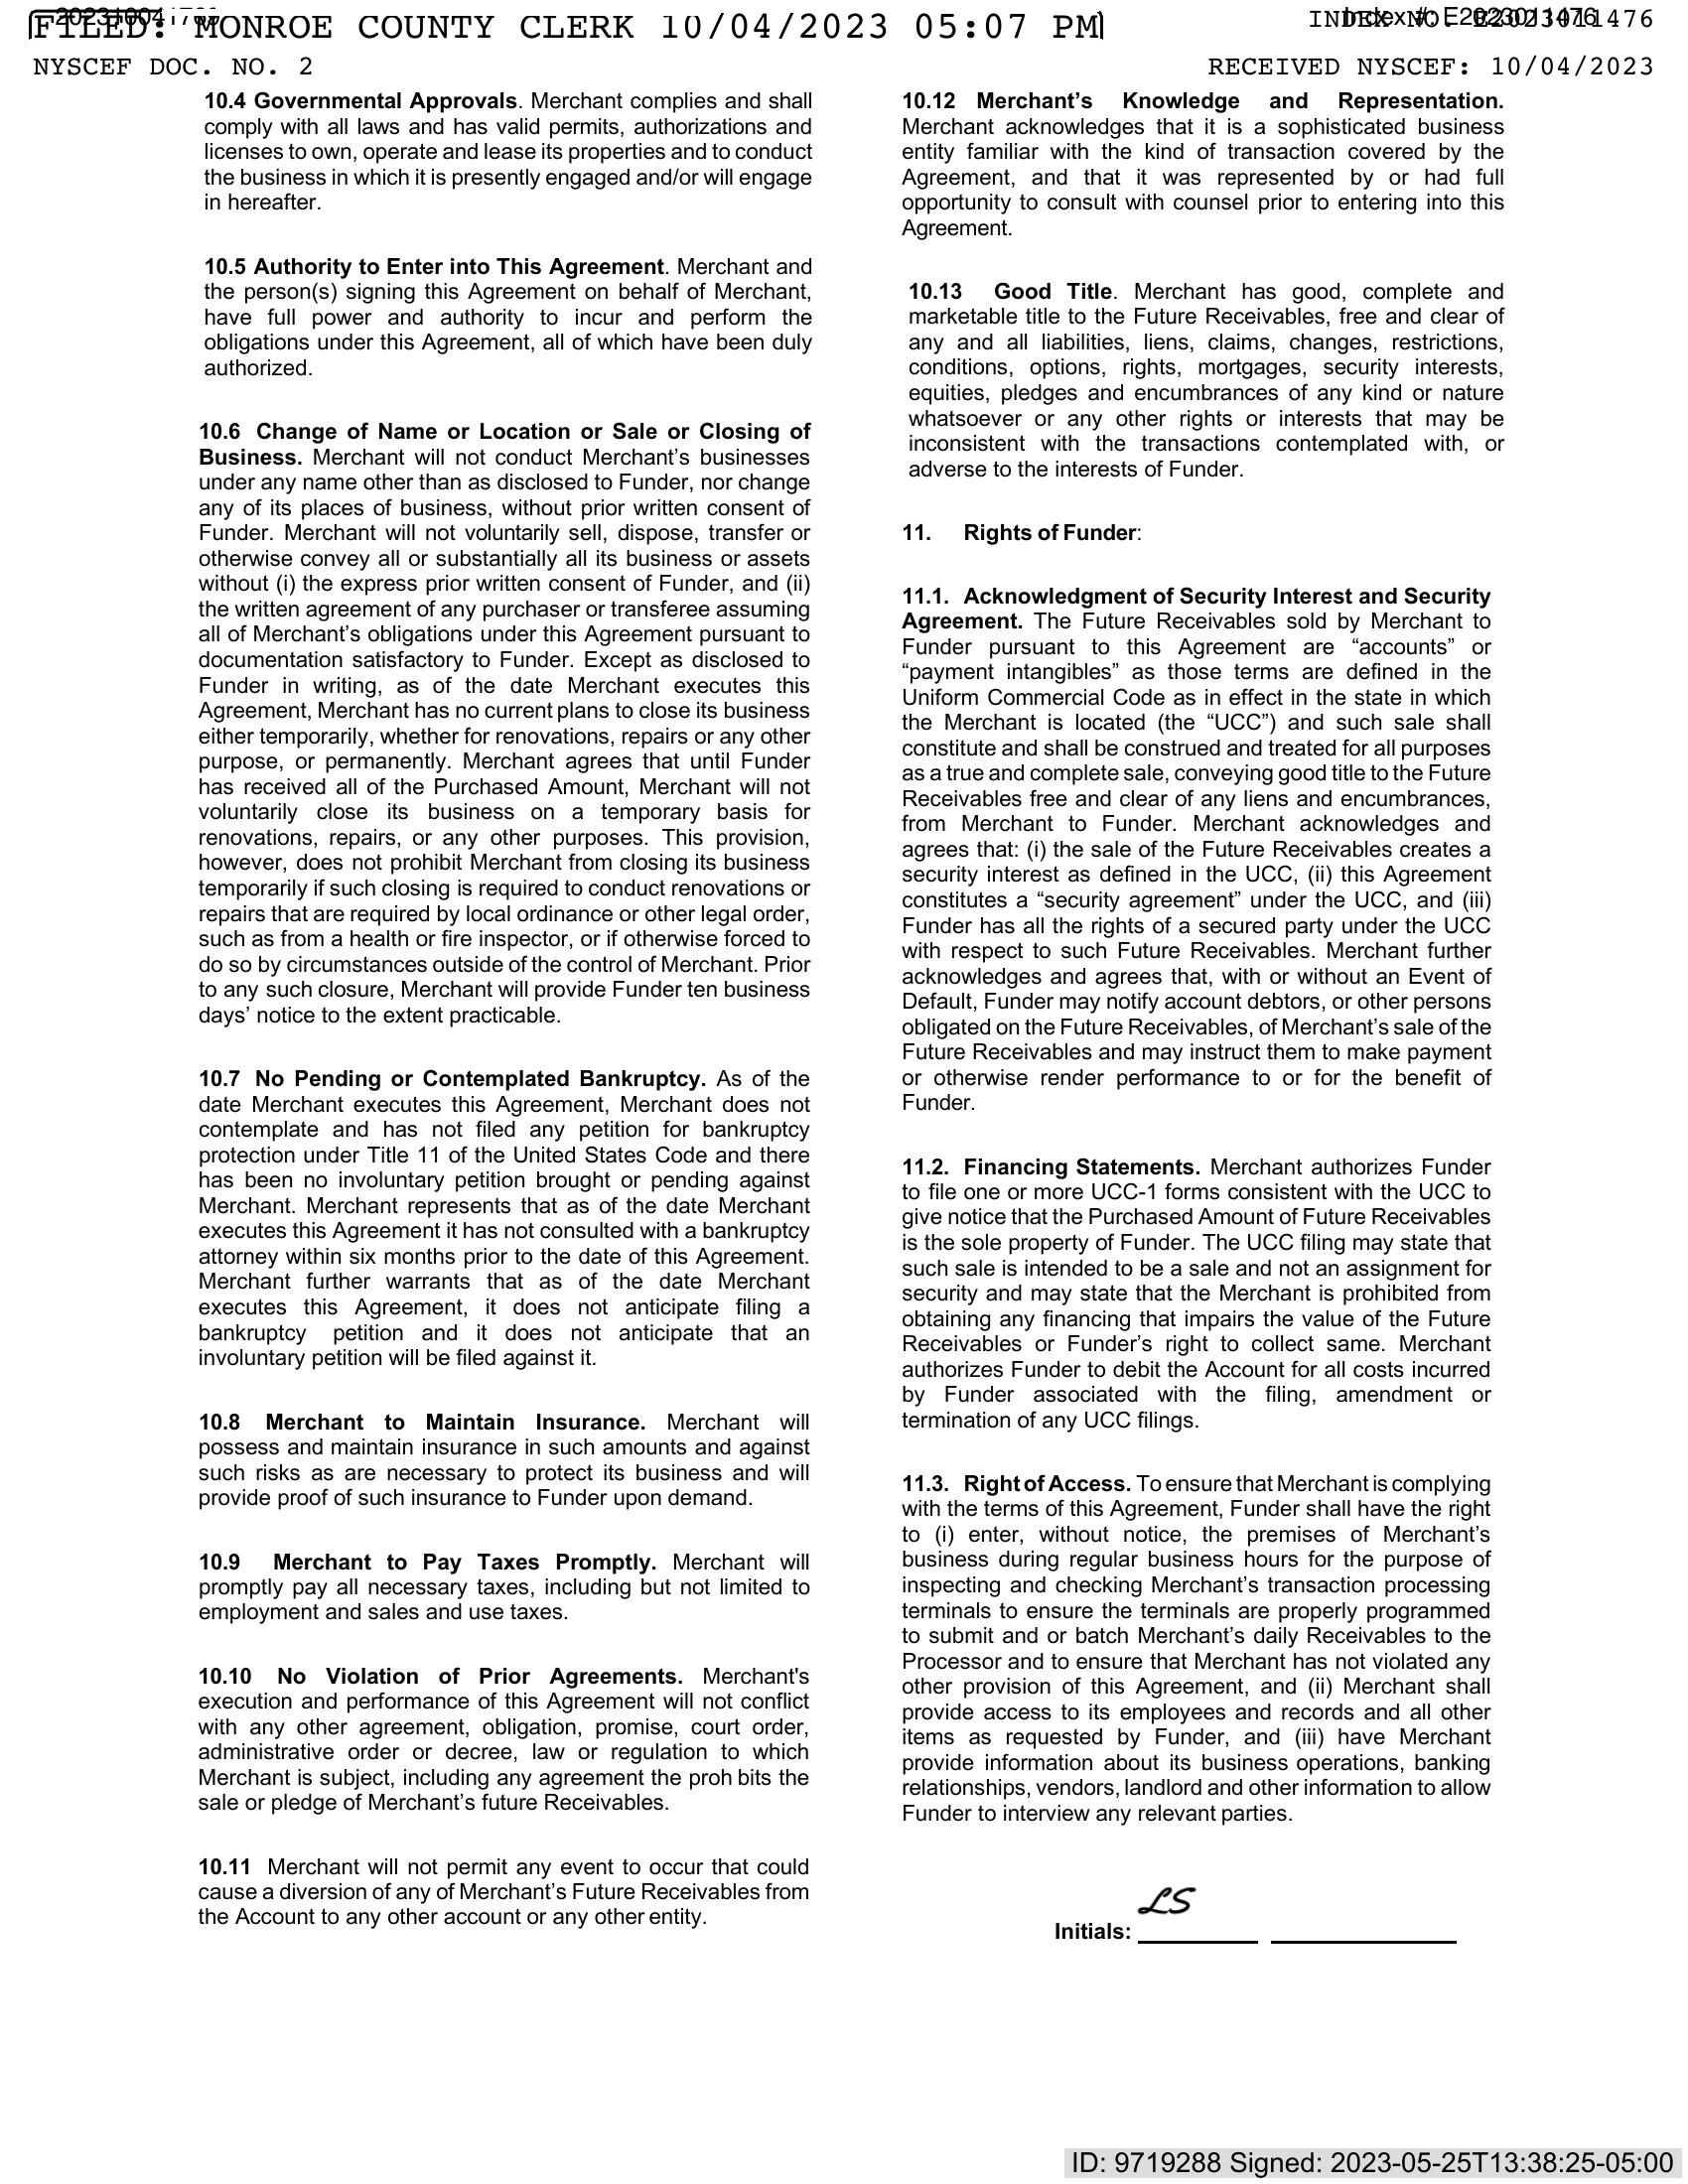 FILED: MONROE COUNTY CLERK 10/04/2023 05:07 PM
INDEX NO. E2023011476
NYSCEF DOC. NO. 2
RECEIVED NYSCEF: 10/04/2023
10.4 Governmental Approvals. Merchant complies and shall
comply with all laws and has valid permits, authorizations and
licenses to own, operate and lease its properties and to conduct
the business in which it is presently engaged and/or will engage
in hereafter.
10.5 Authority to Enter into This Agreement. Merchant and
the person(s) signing this Agreement on behalf of Merchant,
have full power and authority to incur and perform the
obligations under this Agreement, all of which have been duly
authorized.
10.6 Change of Name or Location or Sale or Closing of
Business. Merchant will not conduct Merchant’s businesses
under any name other than as disclosed to Funder, nor change
any of its places of business, without prior written consent of
Funder. Merchant will not voluntarily sell, dispose, transfer or
otherwise convey all or substantially all its business or assets
without (i) the express prior written consent of Funder, and (ii)
the written agreement of any purchaser or transferee assuming
all of Merchant’s obligations under this Agreement pursuant to
documentation satisfactory to Funder. Except as disclosed to
Funder in writing, as of the date Merchant executes this
Agreement, Merchant has no current plans to close its business
either temporarily, whether for renovations, repairs or any other
purpose, or permanently. Merchant agrees that until Funder
has received all of the Purchased Amount, Merchant will not
voluntarily close its business on a temporary basis for
renovations, repairs, or any other purposes. This provision,
however, does not prohibit Merchant from closing its business
temporarily if such closing is required to conduct renovations or
repairs that are required by local ordinance or other legal order,
such as from a health or fire inspector, or if otherwise forced to
do so by circumstances outside of the control of Merchant. Prior
to any such closure, Merchant will provide Funder ten business
days’ notice to the extent practicable.
10.7 No Pending or Contemplated Bankruptcy. As of the
date Merchant executes this Agreement, Merchant does not
contemplate and has not filed any petition for bankruptcy
protection under Title 11 of the United States Code and there
has been no involuntary petition brought or pending against
Merchant. Merchant represents that as of the date Merchant
executes this Agreement it has not consulted with a bankruptcy
attorney within six months prior to the date of this Agreement.
Merchant further warrants that as of the date Merchant
executes this Agreement, it does not anticipate filing a
bankruptcy petition and it does not anticipate that an
involuntary petition will be filed against it.
10.8 Merchant to Maintain Insurance. Merchant will
possess and maintain insurance in such amounts and against
such risks as are necessary to protect its business and will
provide proof of such insurance to Funder upon demand.
10.9 Merchant to Pay Taxes Promptly. Merchant will
promptly pay all necessary taxes, including but not limited to
employment and sales and use taxes.
10.10 No Violation of Prior Agreements. Merchant's
execution and performance of this Agreement will not conflict
with any other agreement, obligation, promise, court order,
administrative order or decree, law or regulation to which
Merchant is subject, including any agreement the proh bits the
sale or pledge of Merchant’s future Receivables.
10.11 Merchant will not permit any event to occur that could
cause a diversion of any of Merchant’s Future Receivables from
the Account to any other account or any other entity.
10.12 Merchant’s Knowledge and Representation.
Merchant acknowledges that it is a sophisticated business
entity familiar with the kind of transaction covered by the
Agreement, and that it was represented by or had full
opportunity to consult with counsel prior to entering into this
Agreement.
10.13 Good Title. Merchant has good, complete and
marketable title to the Future Receivables, free and clear of
any and all liabilities, liens, claims, changes, restrictions,
conditions, options, rights, mortgages, security interests,
equities, pledges and encumbrances of any kind or nature
whatsoever or any other rights or interests that may be
inconsistent with the transactions contemplated with, or
adverse to the interests of Funder.
11. Rights of Funder:
11.1. Acknowledgment of Security Interest and Security
Agreement. The Future Receivables sold by Merchant to
Funder pursuant to this Agreement are “accounts” or
“payment intangibles” as those terms are defined in the
Uniform Commercial Code as in effect in the state in which
the Merchant is located (the “UCC”) and such sale shall
constitute and shall be construed and treated for all purposes
as a true and complete sale, conveying good title to the Future
Receivables free and clear of any liens and encumbrances,
from Merchant to Funder. Merchant acknowledges and
agrees that: (i) the sale of the Future Receivables creates a
security interest as defined in the UCC, (ii) this Agreement
constitutes a “security agreement” under the UCC, and (iii)
Funder has all the rights of a secured party under the UCC
with respect to such Future Receivables. Merchant further
acknowledges and agrees that, with or without an Event of
Default, Funder may notify account debtors, or other persons
obligated on the Future Receivables, of Merchant’s sale of the
Future Receivables and may instruct them to make payment
or otherwise render performance to or for the benefit of
Funder.
11.2. Financing Statements. Merchant authorizes Funder
to file one or more UCC-1 forms consistent with the UCC to
give notice that the Purchased Amount of Future Receivables
is the sole property of Funder. The UCC filing may state that
such sale is intended to be a sale and not an assignment for
security and may state that the Merchant is prohibited from
obtaining any financing that impairs the value of the Future
Receivables or Funder’s right to collect same. Merchant
authorizes Funder to debit the Account for all costs incurred
by Funder associated with the filing, amendment or
termination of any UCC filings.
11.3. Right of Access. To ensure that Merchant is complying
with the terms of this Agreement, Funder shall have the right
to (i) enter, without notice, the premises of Merchant’s
business during regular business hours for the purpose of
inspecting and checking Merchant’s transaction processing
terminals to ensure the terminals are properly programmed
to submit and or batch Merchant’s daily Receivables to the
Processor and to ensure that Merchant has not violated any
other provision of this Agreement, and (ii) Merchant shall
provide access to its employees and records and all other
items as requested by Funder, and (iii) have Merchant
provide information about its business operations, banking
relationships, vendors, landlord and other information to allow
Funder to interview any relevant parties.
LS
Initials:
ID: 9719288 Signed: 2023-05-25T13:38:25-05:00